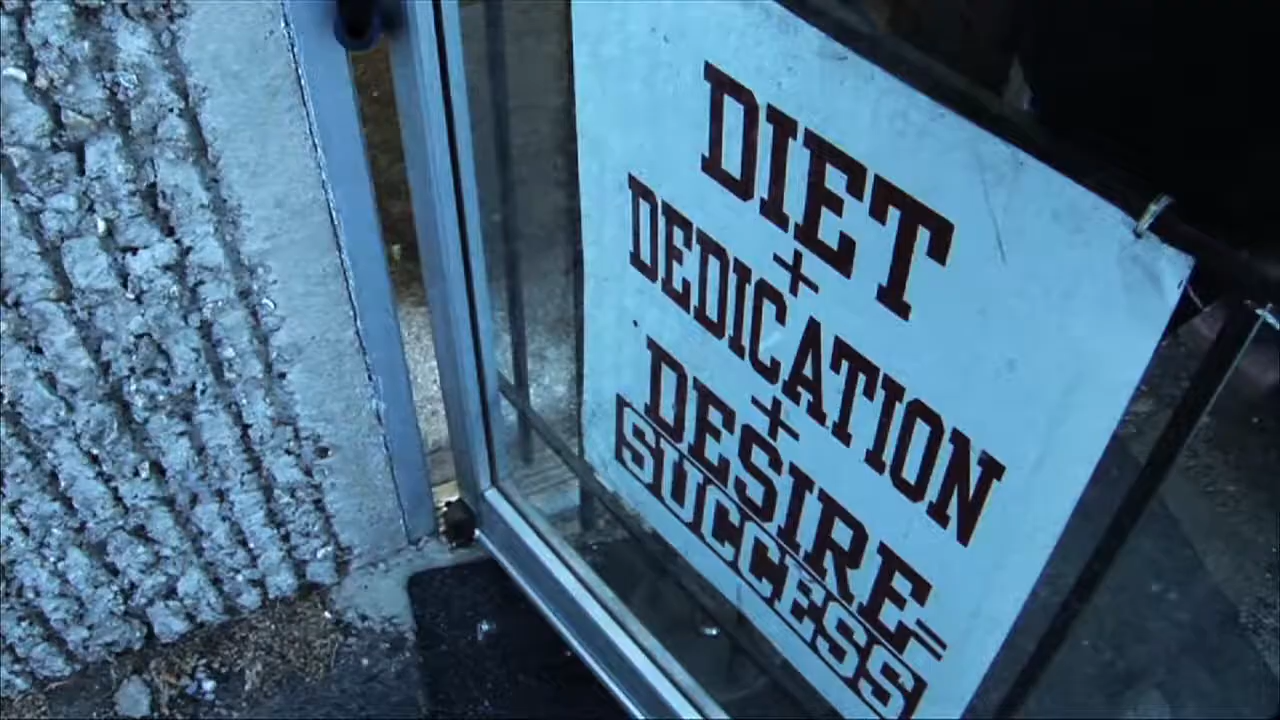 DIET
+
DEDICATION
+
DESIRE=
SUCCESS